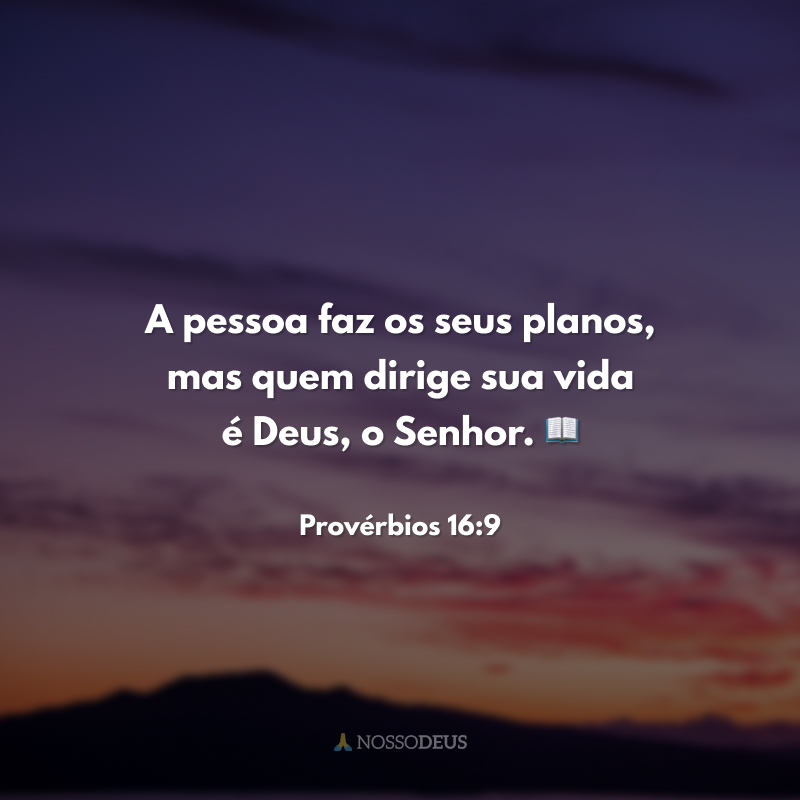 A pessoa faz os seus planos,
mas quem dirige sua vida
é Deus, o Senhor. 📖
Provérbios 16:9
🙏 NOSSODEUS